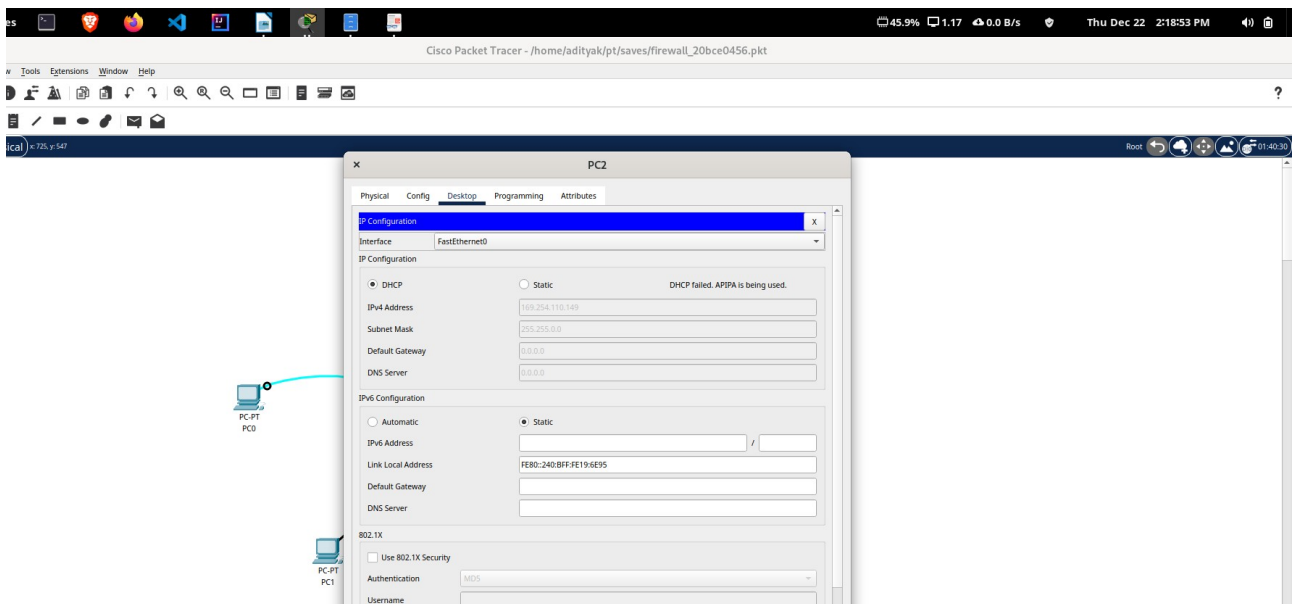 es 45.9% 1.17 0.0 B/s Thu Dec 22 2:18:53 PM
Cisco Packet Tracer - /home/adityak/pt/saves/firewall_20bce0456.pkt
w Tools Extensions Window Help
?
ical) x: 725, y: 547 Root 01:40:30
PC2
Physical Config Desktop Programming Attributes
IP Configuration X
Interface FastEthernet0
IP Configuration
DHCP Static DHCP failed. APIPA is being used.
IPv4 Address 169.254.110.149
Subnet Mask 255.255.0.0
Default Gateway 0.0.0.0
DNS Server 0.0.0.0
IPv6 Configuration
Automatic Static
IPv6 Address /
Link Local Address FE80::240:BFF:FE19:6E95
Default Gateway
DNS Server
802.1X
Use 802.1X Security
Authentication MD5
Username
PC-PT
PC0
PC-PT
PC1